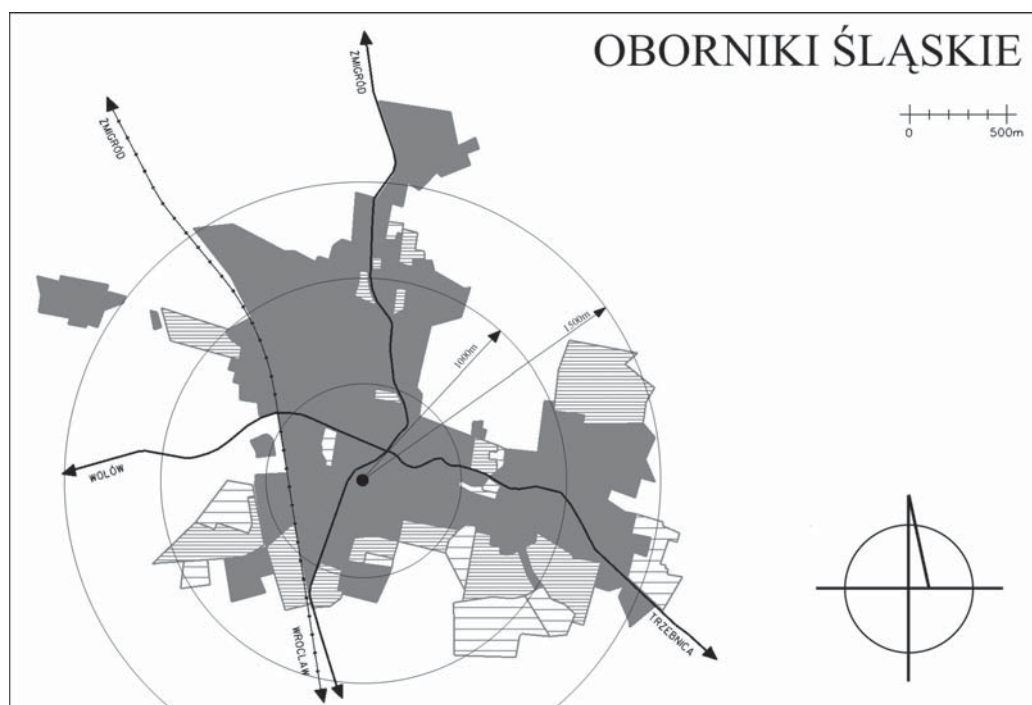 OBORNIKI ŚLĄSKIE
0 500m
ŻMIGRÓD
ŻMIGRÓD
1500m
1000m
WOŁÓW
WROCŁAW
TRZEBNICA